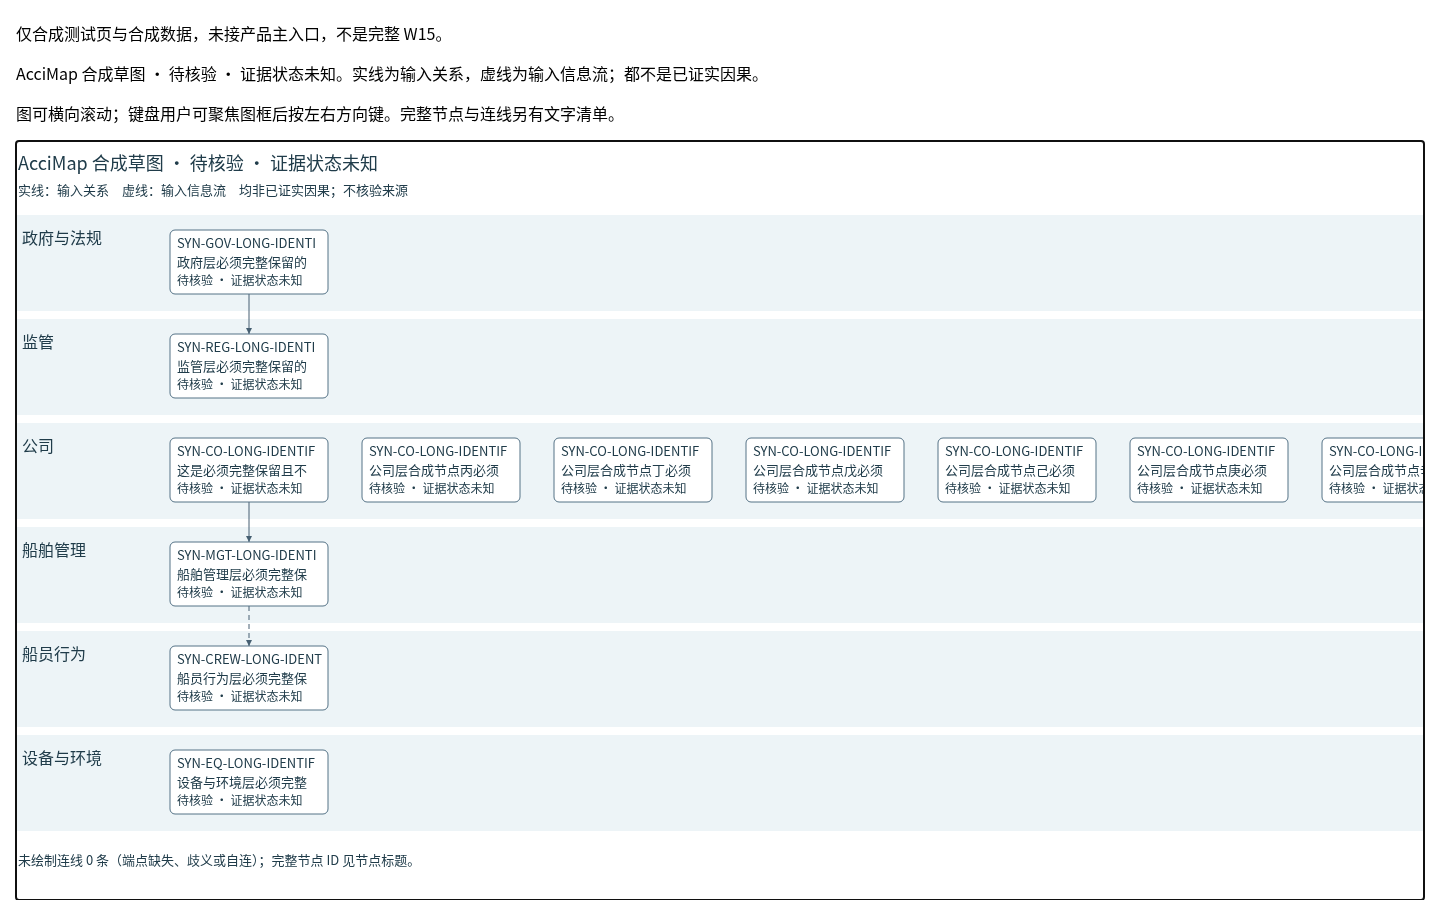 仅合成测试页与合成数据，未接产品主入口，不是完整 W15。
AcciMap 合成草图 · 待核验 · 证据状态未知。实线为输入关系，虚线为输入信息流；都不是已证实因果。
图可横向滚动；键盘用户可聚焦图框后按左右方向键。完整节点与连线另有文字清单。
AcciMap 合成草图 · 待核验 · 证据状态未知
实线：输入关系 虚线：输入信息流 均非已证实因果；不核验来源
政府与法规
SYN-GOV-LONG-IDENTI
政府层必须完整保留的
待核验 · 证据状态未知
监管
SYN-REG-LONG-IDENTI
监管层必须完整保留的
待核验 · 证据状态未知
公司
SYN-CO-LONG-IDENTIF
这是必须完整保留且不
待核验 · 证据状态未知
SYN-CO-LONG-IDENTIF
公司层合成节点丙必须
待核验 · 证据状态未知
SYN-CO-LONG-IDENTIF
公司层合成节点丁必须
待核验 · 证据状态未知
SYN-CO-LONG-IDENTIF
公司层合成节点戊必须
待核验 · 证据状态未知
SYN-CO-LONG-IDENTIF
公司层合成节点己必须
待核验 · 证据状态未知
SYN-CO-LONG-IDENTIF
公司层合成节点庚必须
待核验 · 证据状态未知
SYN-CO-LONG-I
公司层合成节点
待核验 · 证据状态
船舶管理
SYN-MGT-LONG-IDENTI
船舶管理层必须完整保
待核验 · 证据状态未知
船员行为
SYN-CREW-LONG-IDENT
船员行为层必须完整保
待核验 · 证据状态未知
设备与环境
SYN-EQ-LONG-IDENTIF
设备与环境层必须完整
待核验 · 证据状态未知
未绘制连线 0 条（端点缺失、歧义或自连）；完整节点 ID 见节点标题。